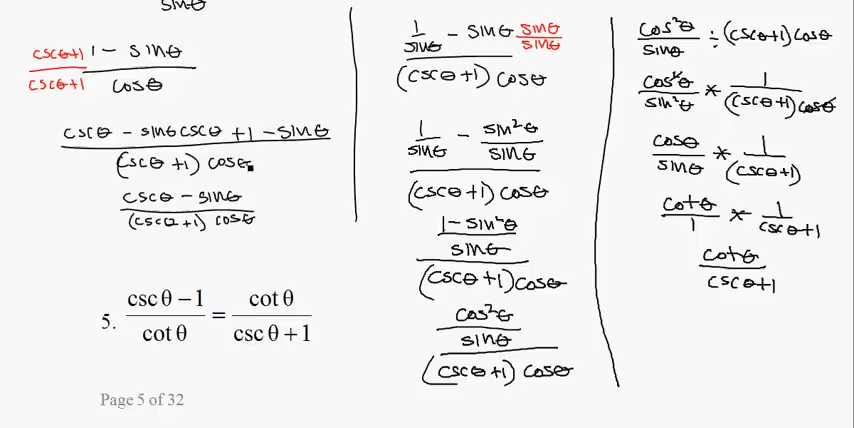 sinθ
cscθ+1/cscθ+1 (1 - sinθ)/cosθ
(cscθ - sinθcscθ + 1 - sinθ)/((cscθ + 1) cosθ)
(cscθ - sinθ)/((cscθ+1) cosθ)
5. (csc θ − 1)/(cot θ) = (cot θ)/(csc θ + 1)
Page 5 of 32
(1/sinθ - sinθ sinθ/sinθ)/((cscθ+1) cosθ)
(1/sinθ - sin²θ/sinθ)/((cscθ+1) cosθ)
((1-sin²θ)/sinθ)/((cscθ+1)cosθ)
(cos²θ/sinθ)/((cscθ+1) cosθ)
cos²θ/sinθ ÷ (cscθ+1) cosθ
cos²θ/sin²θ * 1/((cscθ+1) cosθ)
cosθ/sinθ * 1/(cscθ+1)
cotθ/1 * 1/(cscθ+1)
cotθ/(cscθ+1)